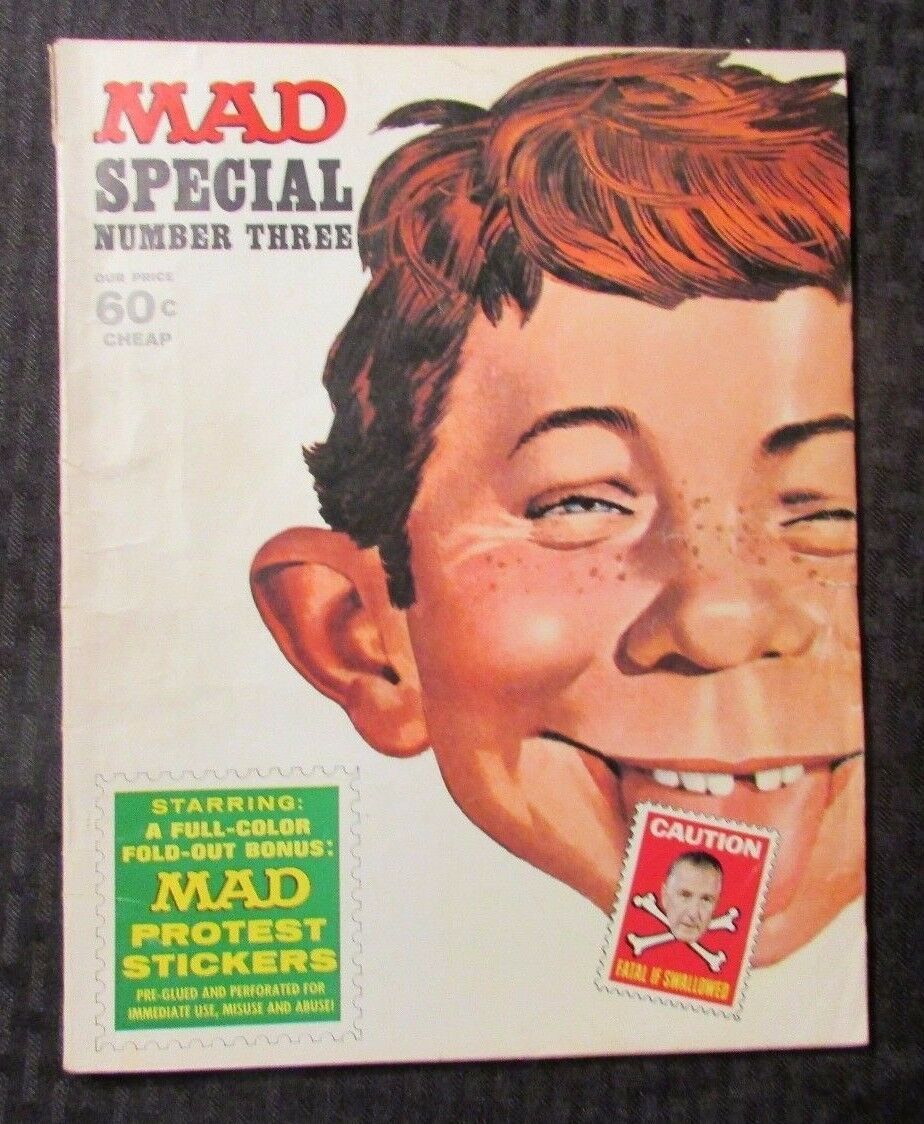 MAD
SPECIAL
NUMBER THREE
OUR PRICE
60c
CHEAP
STARRING:
A FULL-COLOR
FOLD-OUT BONUS:
MAD
PROTEST
STICKERS
PRE-GLUED AND PERFORATED FOR
IMMEDIATE USE, MISUSE AND ABUSE!
CAUTION
FATAL IF SWALLOWED